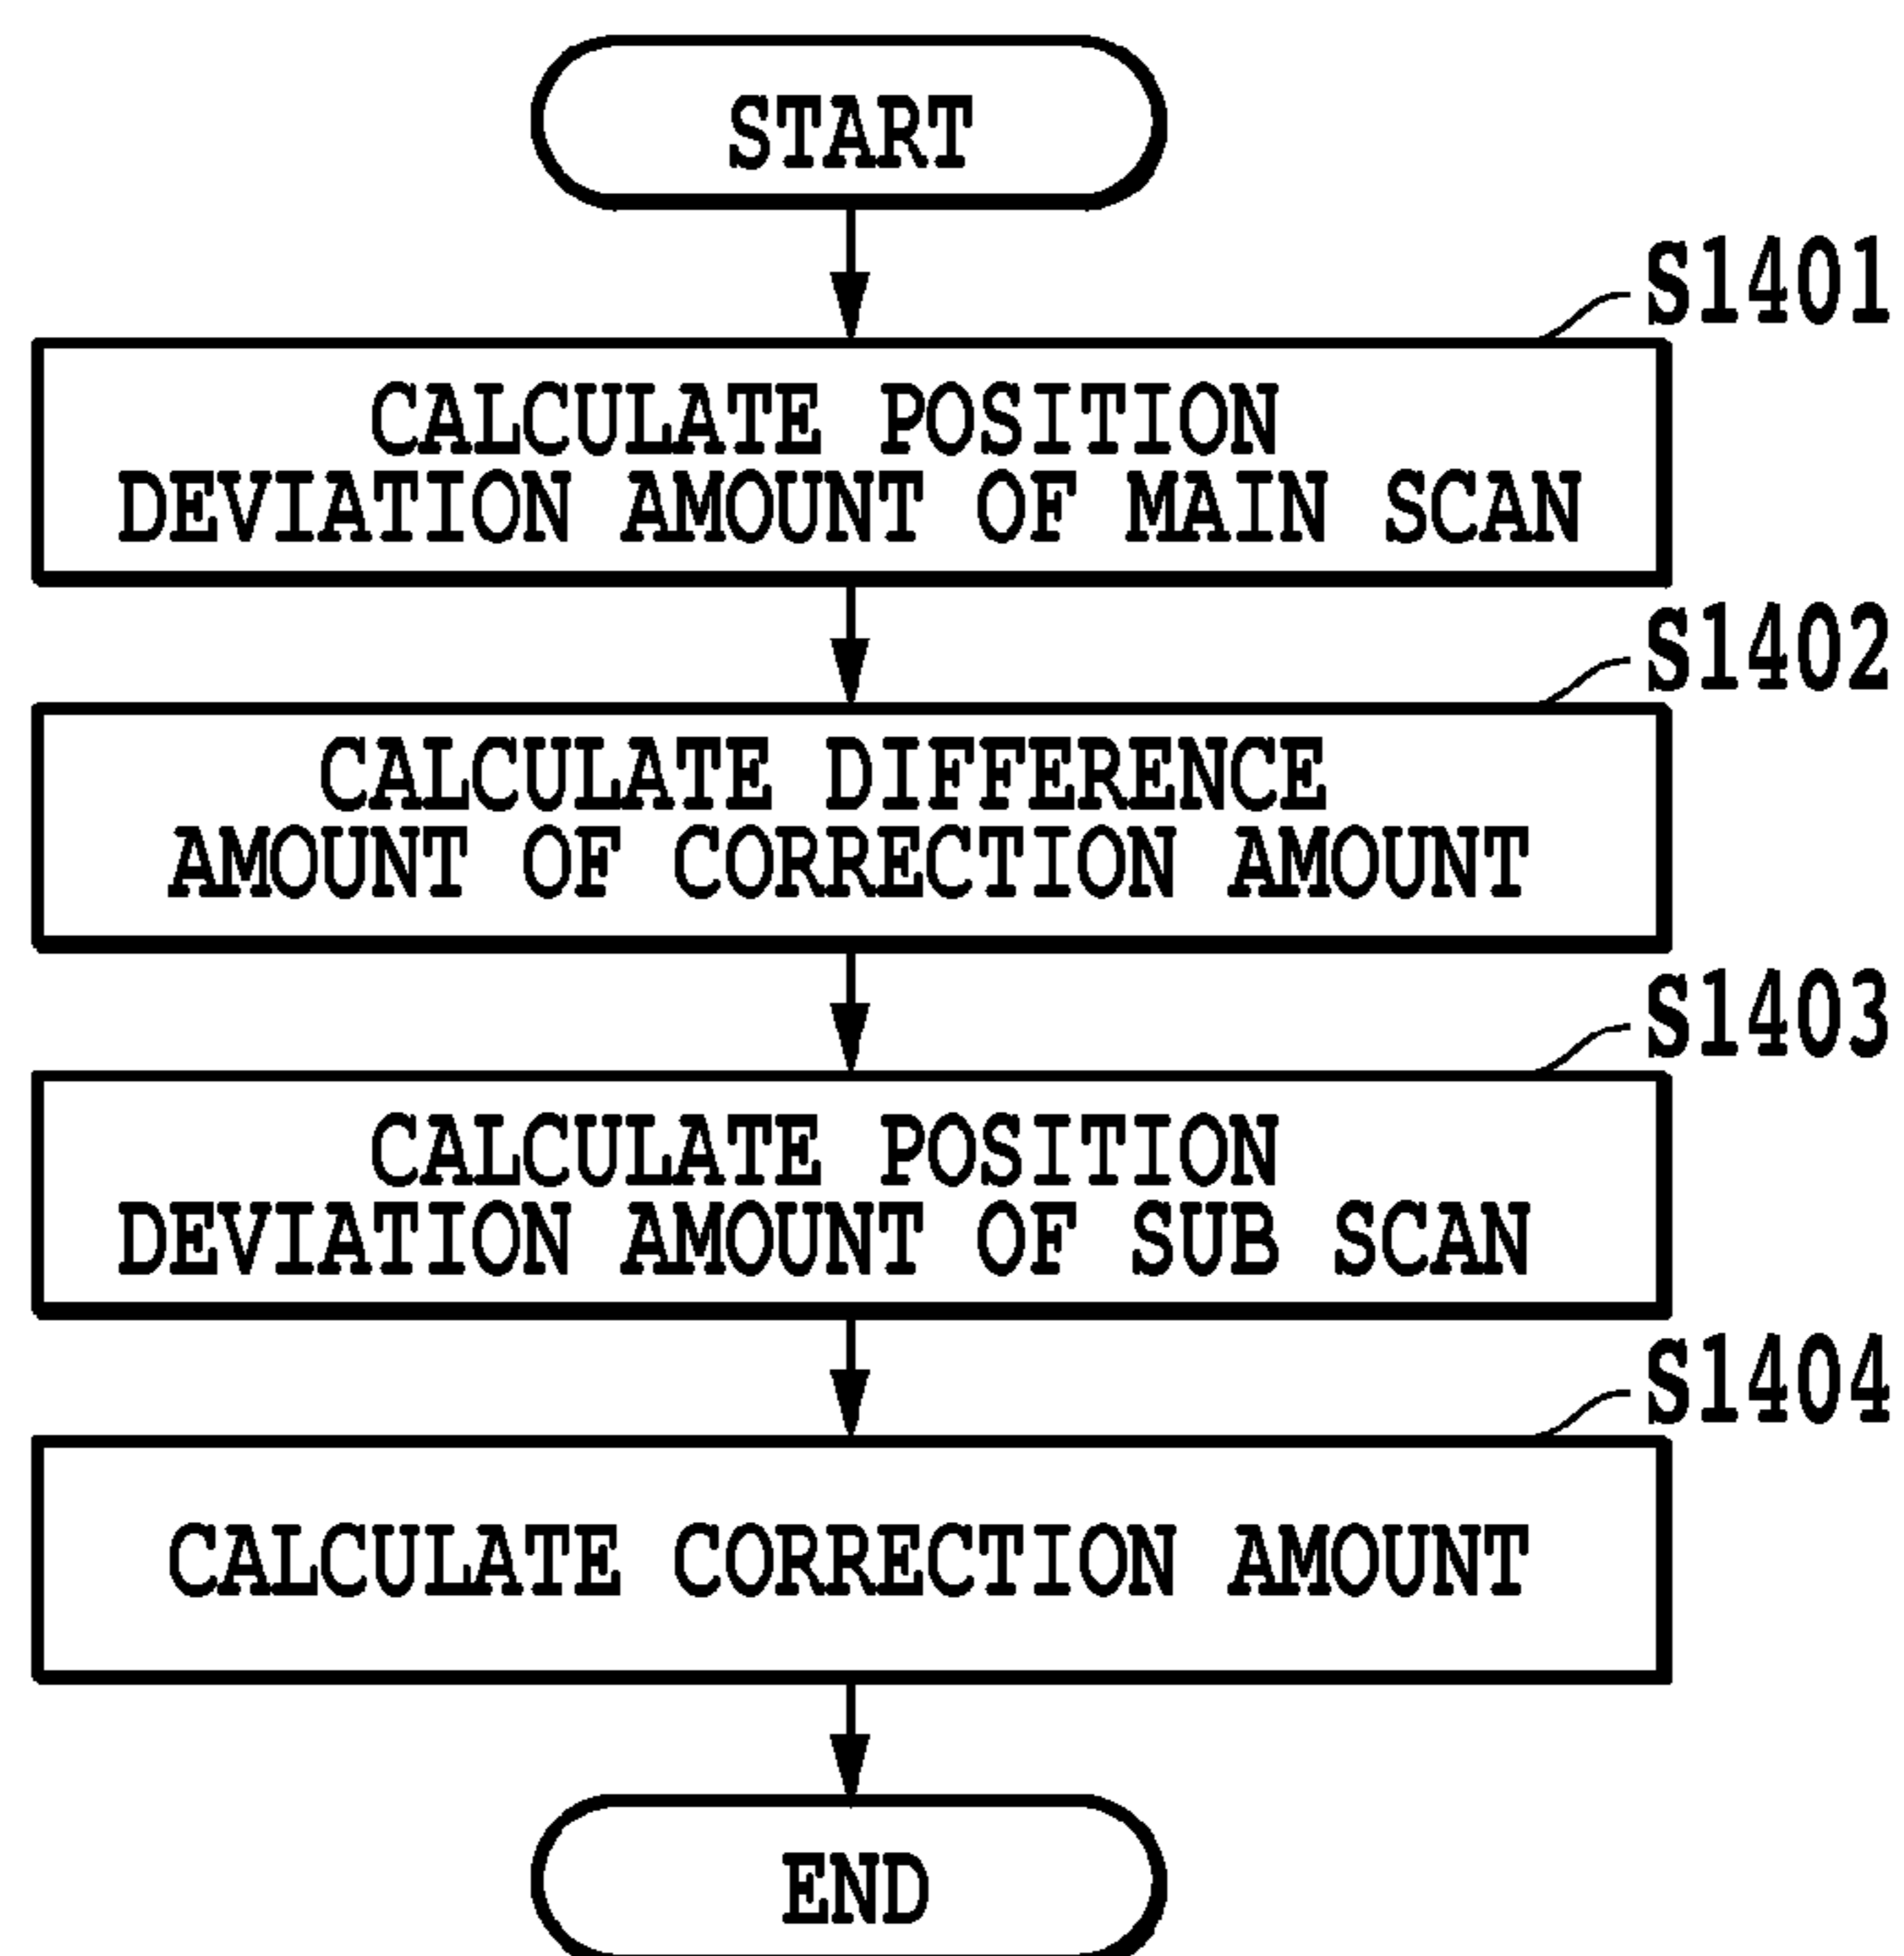 START
S1401
CALCULATE POSITION
DEVIATION AMOUNT OF MAIN SCAN
S1402
CALCULATE DIFFERENCE
AMOUNT OF CORRECTION AMOUNT
S1403
CALCULATE POSITION
DEVIATION AMOUNT OF SUB SCAN
S1404
CALCULATE CORRECTION AMOUNT
END